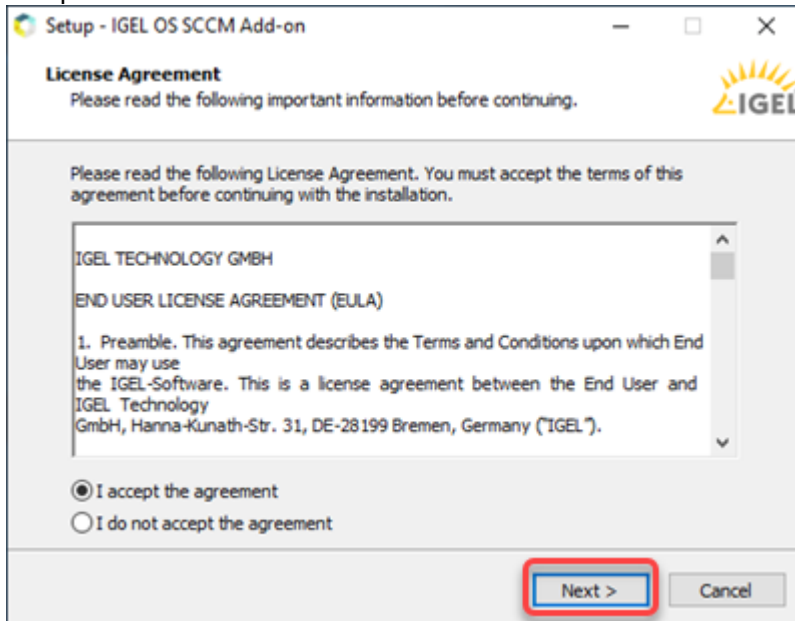 Setup - IGEL OS SCCM Add-on
License Agreement
Please read the following important information before continuing.
IGEL
Please read the following License Agreement. You must accept the terms of this
agreement before continuing with the installation.
IGEL TECHNOLOGY GMBH
END USER LICENSE AGREEMENT (EULA)
1. Preamble. This agreement describes the Terms and Conditions upon which End
User may use
the IGEL-Software. This is a license agreement between the End User and
IGEL Technology
GmbH, Hanna-Kunath-Str. 31, DE-28199 Bremen, Germany ("IGEL").
I accept the agreement
I do not accept the agreement
Next >
Cancel